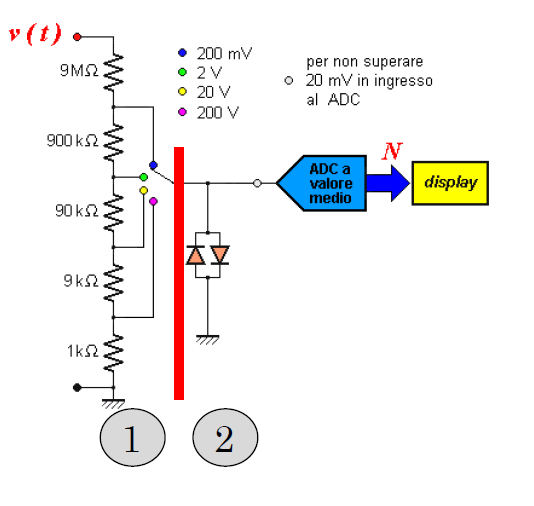 v(t)
9MΩ
900 kΩ
90 kΩ
9 kΩ
1kΩ
200 mV
2 V
20 V
200 V
per non superare
20 mV in ingresso
al ADC
ADC a
valore
medio
N
display
1
2